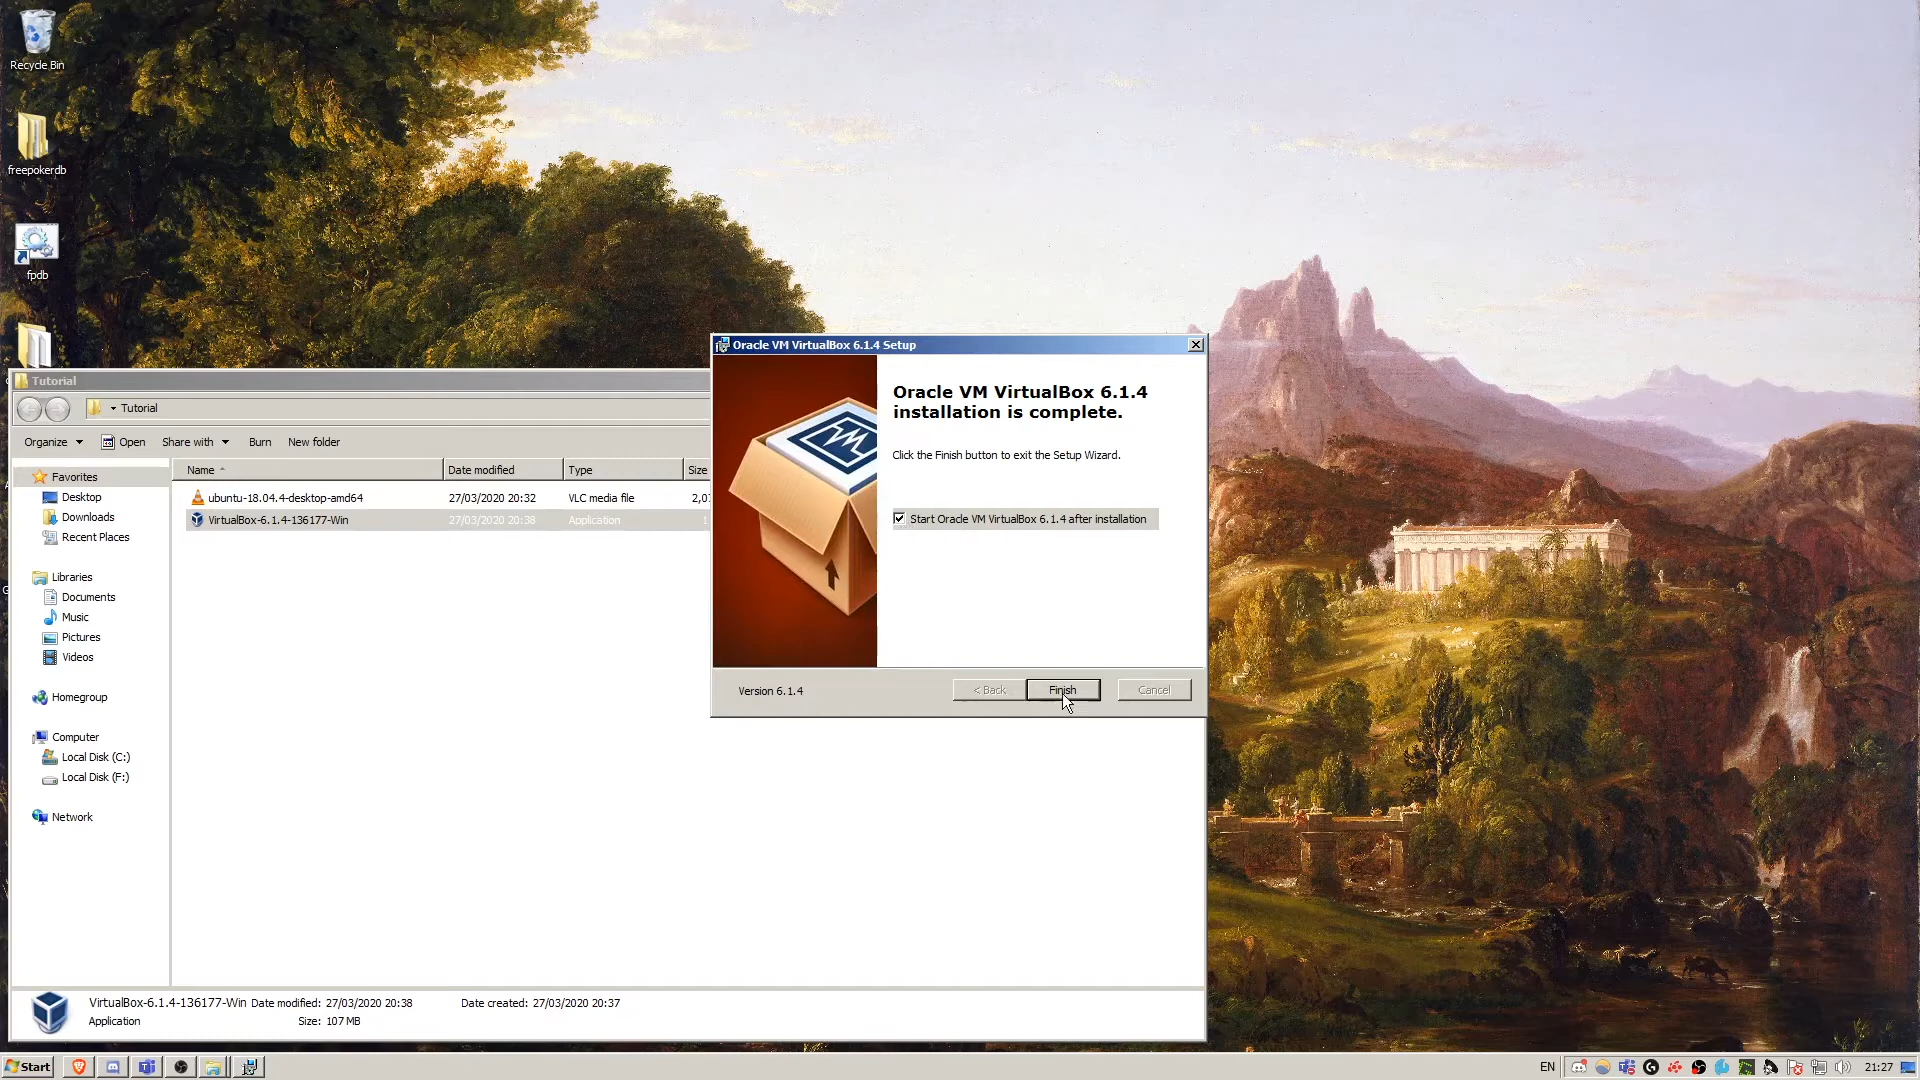 Recycle Bin
freepokerdb
fpdb
Tutorial
Tutorial
Organize
Open
Share with
Burn
New folder
Name
Date modified
Type
Size
ubuntu-18.04.4-desktop-amd64
27/03/2020 20:32
VLC media file
VirtualBox-6.1.4-136177-Win
27/03/2020 20:38
Application
Favorites
Desktop
Downloads
Recent Places
Libraries
Documents
Music
Pictures
Videos
Homegroup
Computer
Local Disk (C:)
Local Disk (F:)
Network
Oracle VM VirtualBox 6.1.4 Setup
Oracle VM VirtualBox 6.1.4
installation is complete.
Click the Finish button to exit the Setup Wizard.
Start Oracle VM VirtualBox 6.1.4 after installation
Version 6.1.4
< Back
Finish
Cancel
VirtualBox-6.1.4-136177-Win Date modified: 27/03/2020 20:38
Date created: 27/03/2020 20:37
Application
Size: 107 MB
Start
EN
21:27